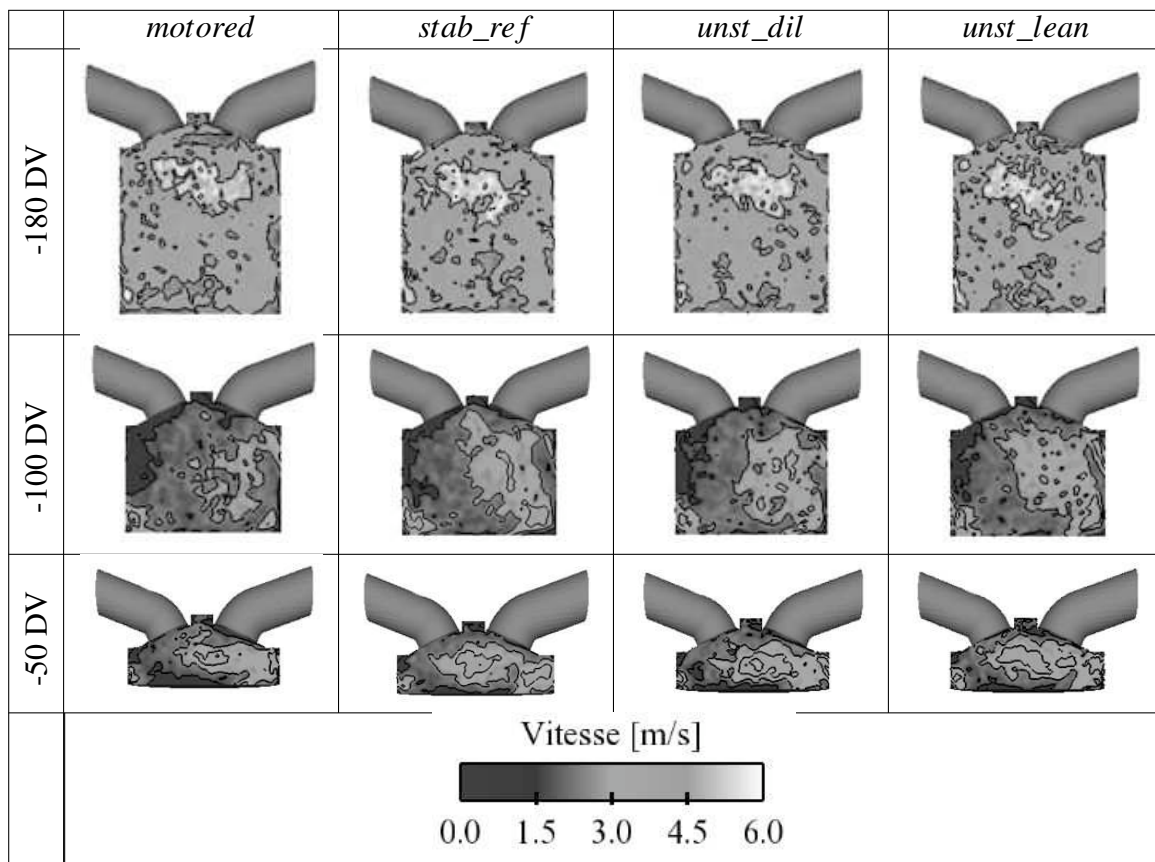 motored stab_ref unst_dil unst_lean
-180 DV
-100 DV
-50 DV
Vitesse [m/s]
0.0 1.5 3.0 4.5 6.0